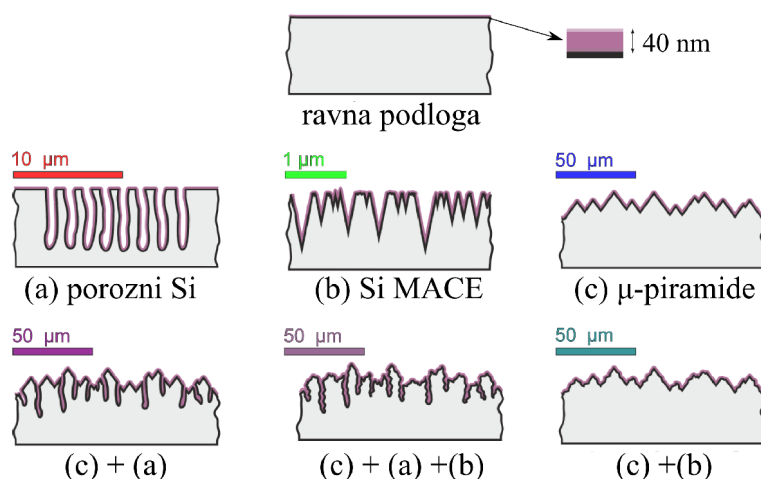 40 nm
ravna podloga
10 μm
1 μm
50 μm
(a) porozni Si
(b) Si MACE
(c) μ-piramide
50 μm
50 μm
50 μm
(c) + (a)
(c) + (a) +(b)
(c) +(b)